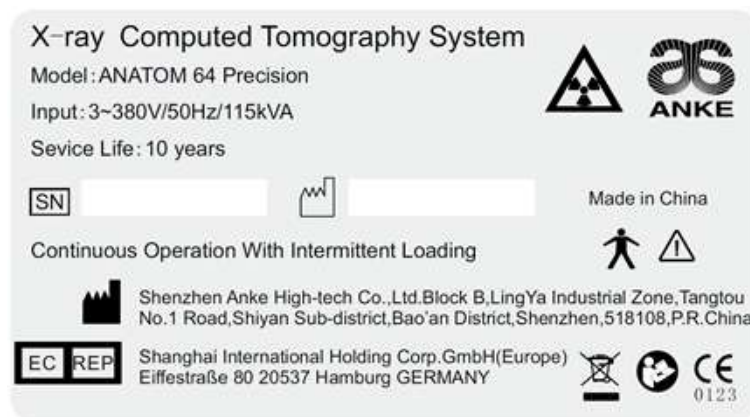 X-ray Computed Tomography System
Model:ANATOM 64 Precision
Input:3~380V/50Hz/115kVA
Sevice Life:10 years
ANKE
SN
Made in China
Continuous Operation With Intermittent Loading
Shenzhen Anke High-tech Co.,Ltd.Block B,LingYa Industrial Zone,Tangtou
No.1 Road,Shiyan Sub-district,Bao'an District,Shenzhen,518108,P.R.China
EC REP
Shanghai International Holding Corp.GmbH(Europe)
Eiffestraße 80 20537 Hamburg GERMANY
CE
0123